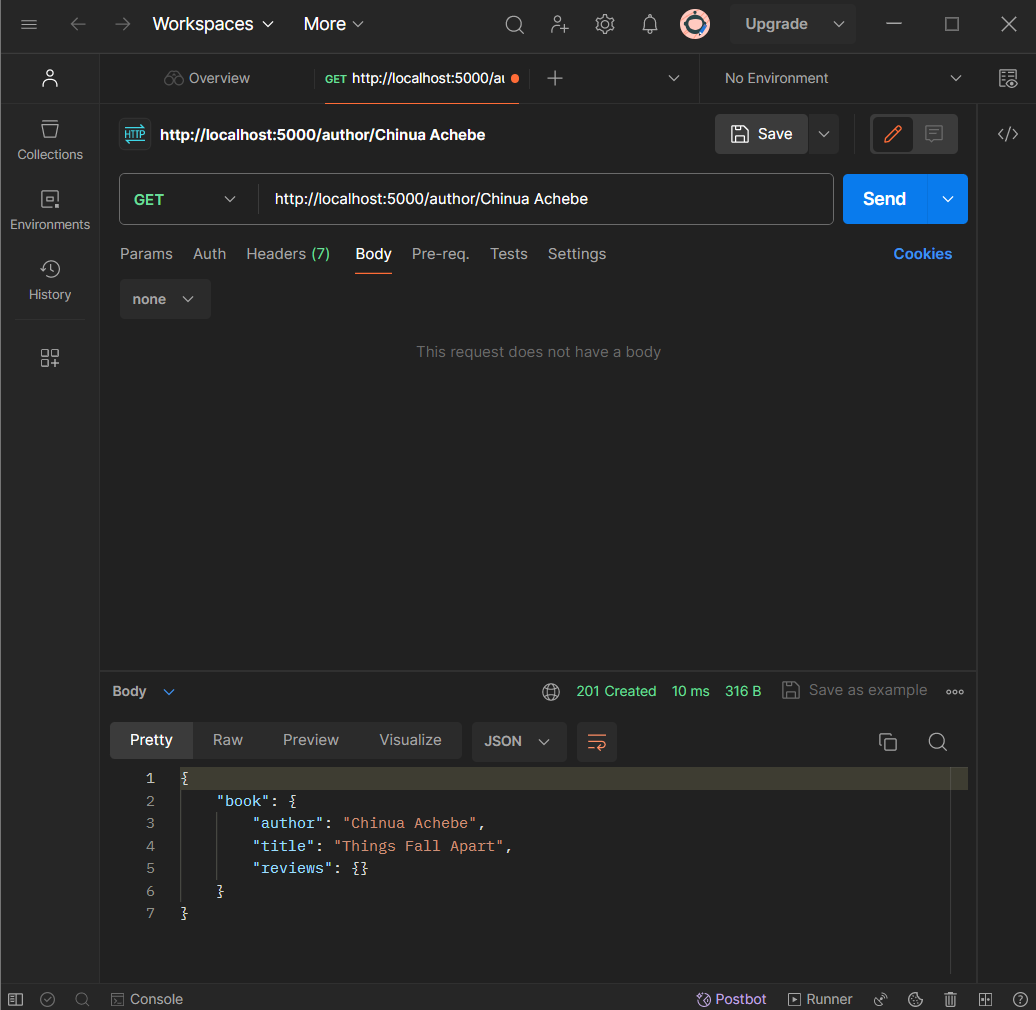 Workspaces More Upgrade
Overview GET http://localhost:5000/au No Environment
HTTP http://localhost:5000/author/Chinua Achebe Save
Collections
Environments
History
GET http://localhost:5000/author/Chinua Achebe Send
Params Auth Headers (7) Body Pre-req. Tests Settings Cookies
none
This request does not have a body
Body 201 Created 10 ms 316 B Save as example
Pretty Raw Preview Visualize JSON
1 {
2 "book": {
3 "author": "Chinua Achebe",
4 "title": "Things Fall Apart",
5 "reviews": {}
6 }
7 }
Console Postbot Runner